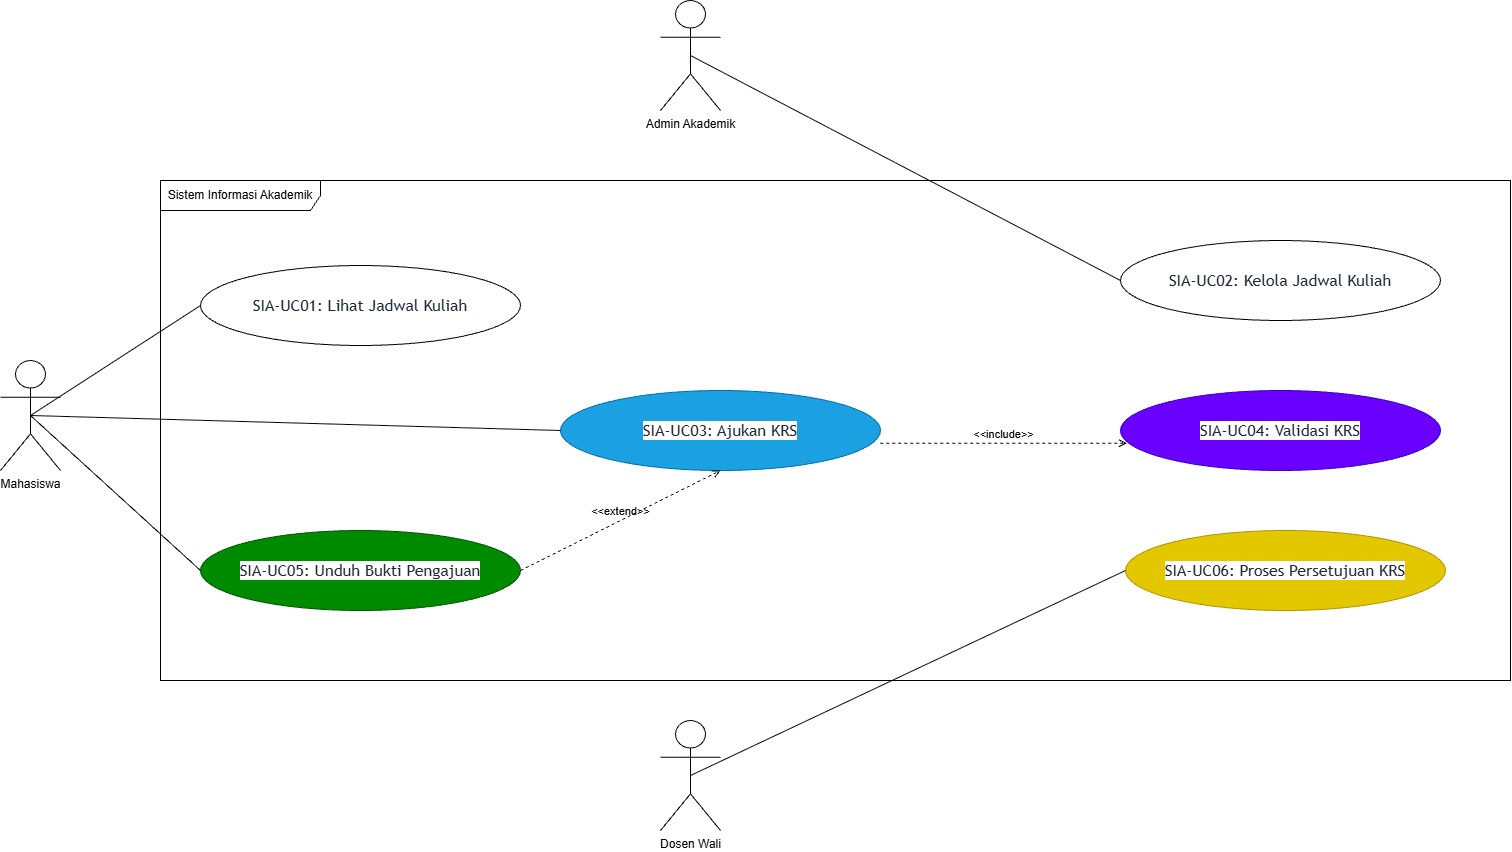 Admin Akademik
Sistem Informasi Akademik
SIA-UC01: Lihat Jadwal Kuliah
SIA-UC02: Kelola Jadwal Kuliah
Mahasiswa
SIA-UC03: Ajukan KRS
<<include>>
SIA-UC04: Validasi KRS
<<extend>>
SIA-UC05: Unduh Bukti Pengajuan
SIA-UC06: Proses Persetujuan KRS
Dosen Wali